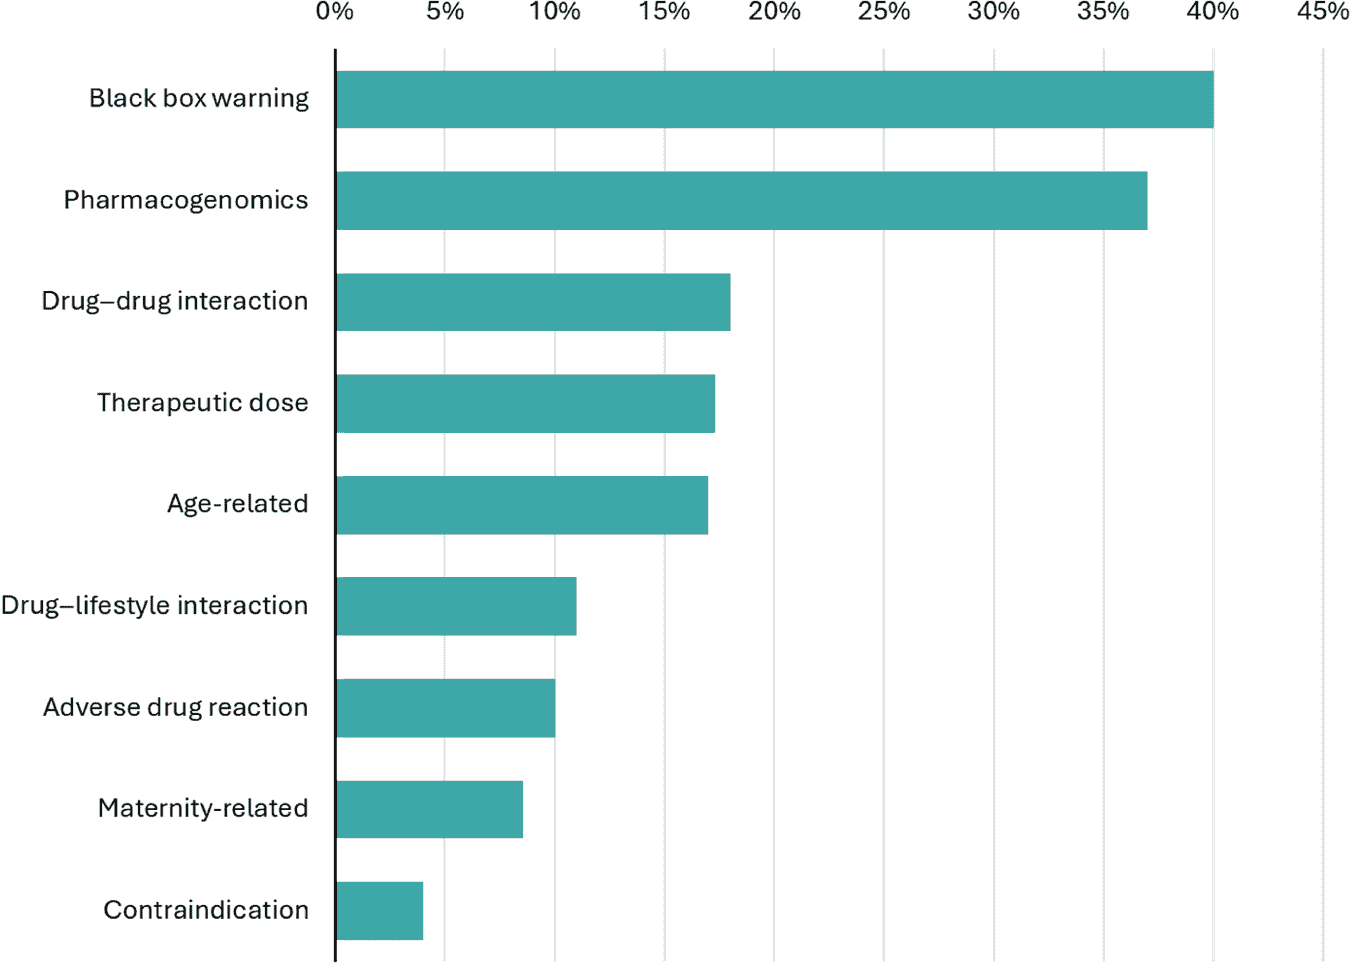 0% 5% 10% 15% 20% 25% 30% 35% 40% 45%
Black box warning
Pharmacogenomics
Drug–drug interaction
Therapeutic dose
Age-related
Drug–lifestyle interaction
Adverse drug reaction
Maternity-related
Contraindication